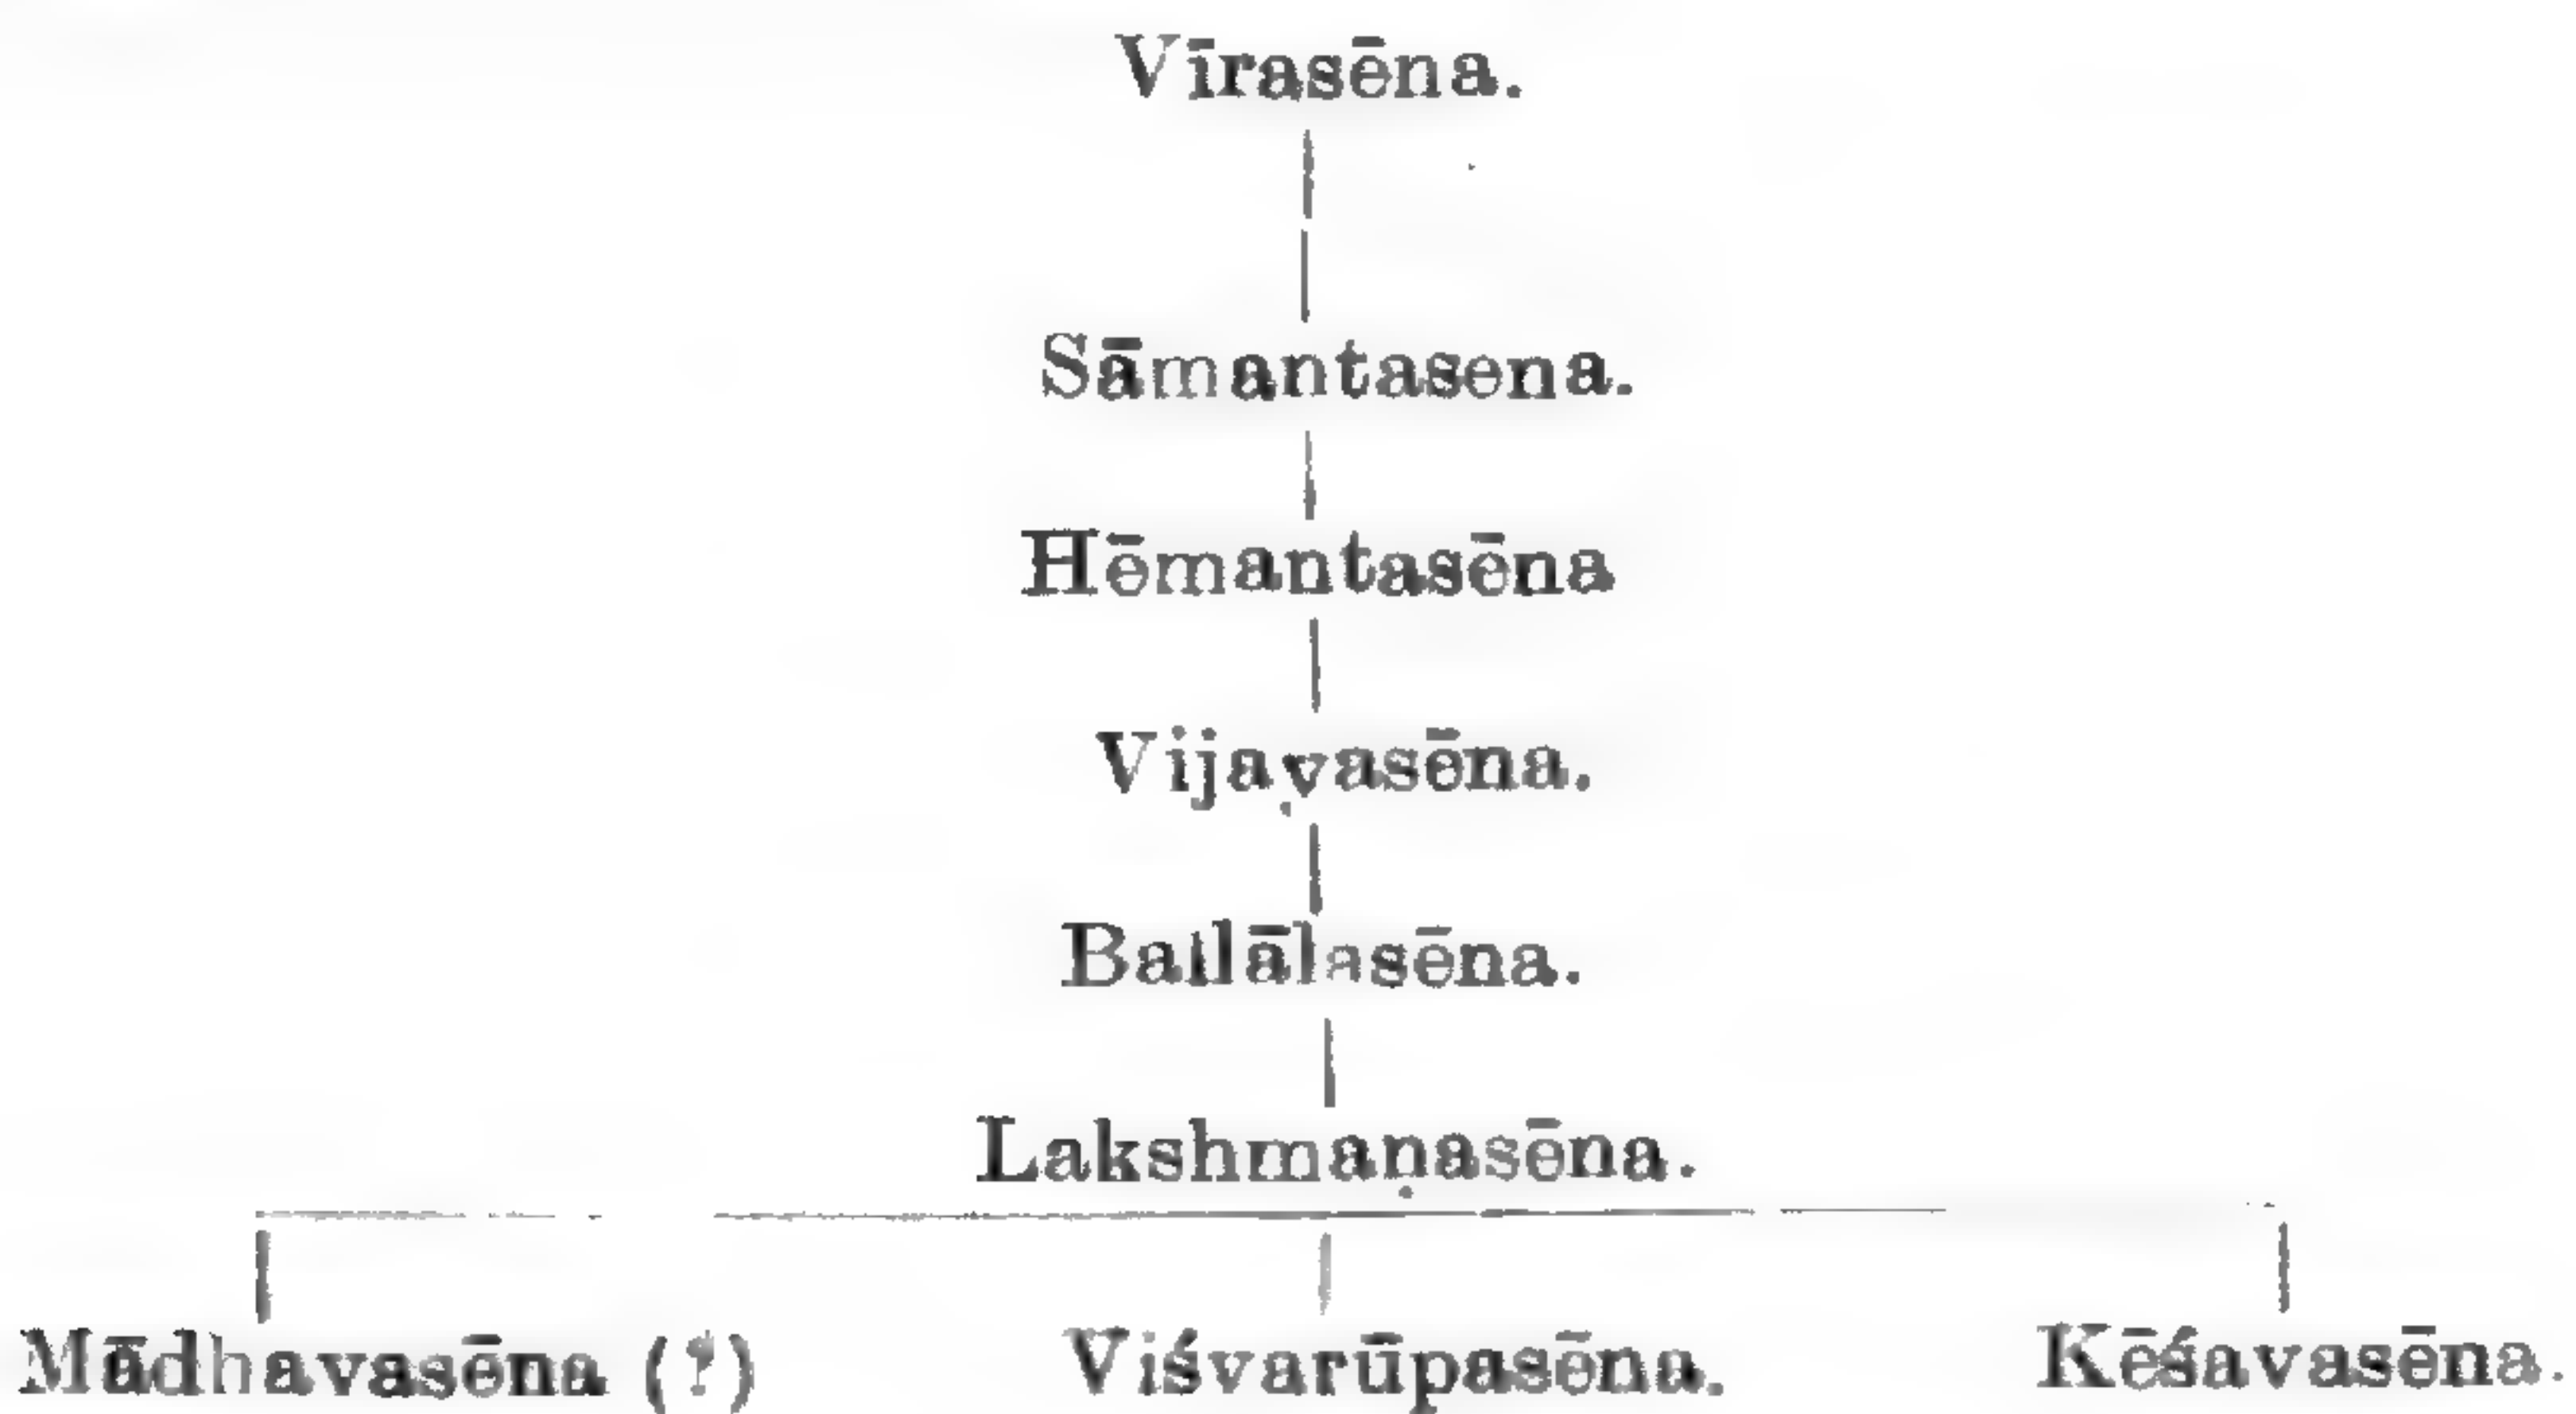 Vīrasēna.
Sāmantasena.
Hēmantasēna
Vijayasēna.
Ballālasēna.
Lakshmaṇasēna.
Mādhavasēna (?) Viśvarūpasēna. Kēśavasēna.